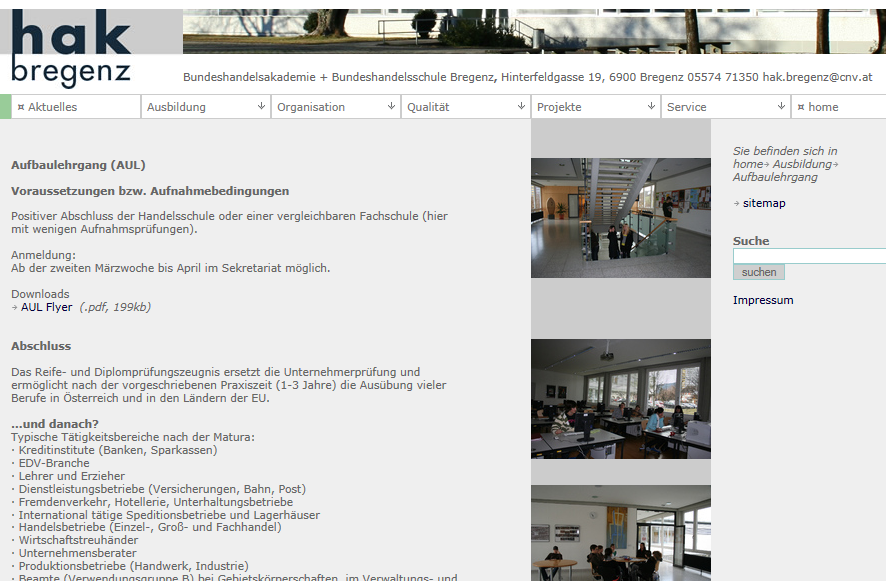 hak
bregenz
Bundeshandelsakademie + Bundeshandelsschule Bregenz, Hinterfeldgasse 19, 6900 Bregenz 05574 71350 hak.bregenz@cnv.at
¤ Aktuelles
Ausbildung ↓
Organisation ↓
Qualität ↓
Projekte ↓
Service ↓
¤ home
Aufbaulehrgang (AUL)
Voraussetzungen bzw. Aufnahmebedingungen
Positiver Abschluss der Handelsschule oder einer vergleichbaren Fachschule (hier
mit wenigen Aufnahmsprüfungen).
Anmeldung:
Ab der zweiten Märzwoche bis April im Sekretariat möglich.
Downloads
→ AUL Flyer (.pdf, 199kb)
Abschluss
Das Reife- und Diplomprüfungszeugnis ersetzt die Unternehmerprüfung und
ermöglicht nach der vorgeschriebenen Praxiszeit (1-3 Jahre) die Ausübung vieler
Berufe in Österreich und in den Ländern der EU.
...und danach?
Typische Tätigkeitsbereiche nach der Matura:
· Kreditinstitute (Banken, Sparkassen)
· EDV-Branche
· Lehrer und Erzieher
· Dienstleistungsbetriebe (Versicherungen, Bahn, Post)
· Fremdenverkehr, Hotellerie, Unterhaltungsbetriebe
· International tätige Speditionsbetriebe und Lagerhäuser
· Handelsbetriebe (Einzel-, Groß- und Fachhandel)
· Wirtschaftstreuhänder
· Unternehmensberater
· Produktionsbetriebe (Handwerk, Industrie)
· Beamte (Verwendungsgruppe B) bei Gebietskörperschaften, im Verwaltungs- und
Sie befinden sich in
home→ Ausbildung→
Aufbaulehrgang
→ sitemap
Suche
suchen
Impressum